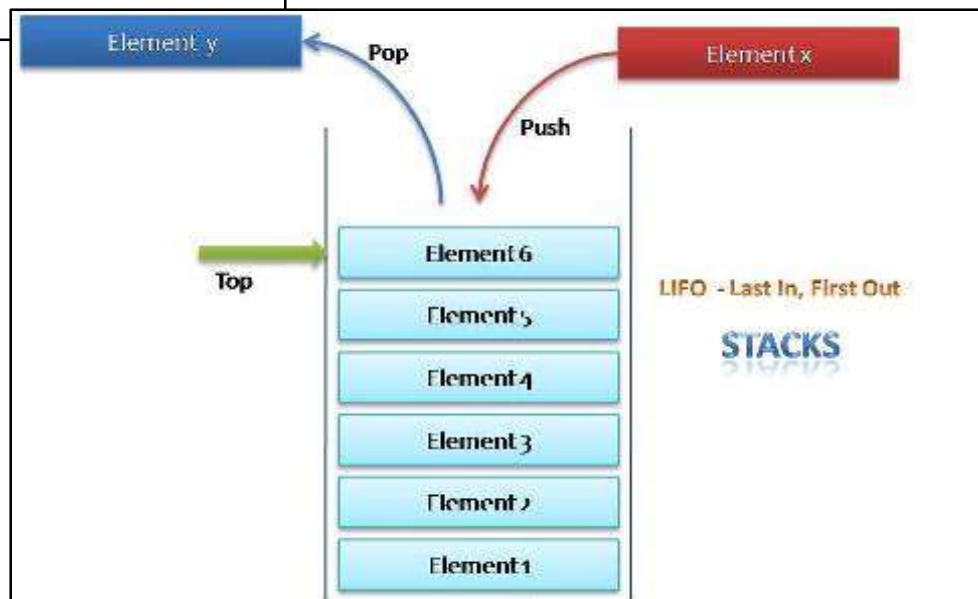 Element y
Element x
Pop
Push
Element 6
Top
Element 5
Element 4
Element 3
Element 2
Element 1
LIFO - Last In, First Out
STACKS